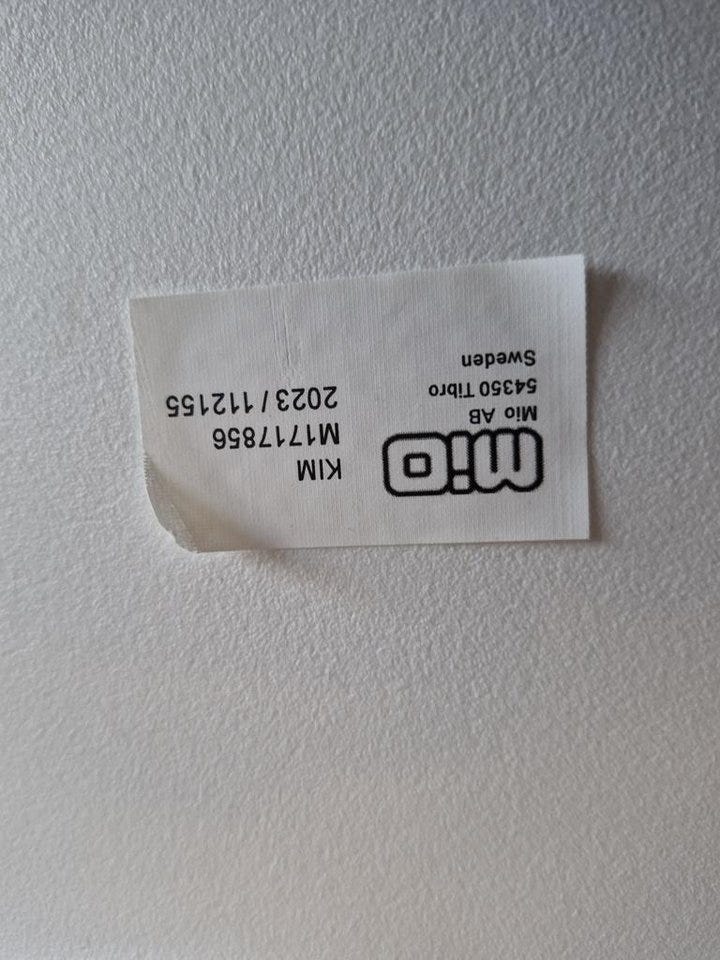 mio
Mio AB
54350 Tibro
Sweden
KIM
M1717856
2023 / 112155